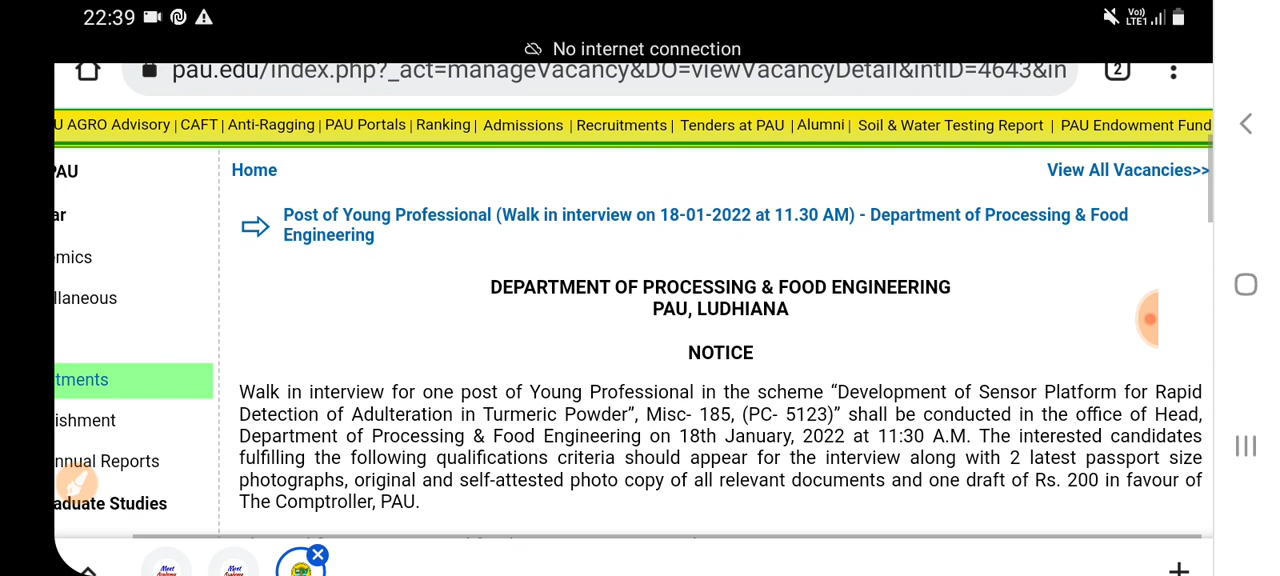 22:39
Vo)) LTE1
No internet connection
pau.edu/index.php?_act=manageVacancy&DO=viewVacancyDetail&intID=4643&in
2
U AGRO Advisory | CAFT | Anti-Ragging | PAU Portals | Ranking | Admissions | Recruitments | Tenders at PAU | Alumni | Soil & Water Testing Report | PAU Endowment Fund
PAU
Home
View All Vacancies>>
ar
Post of Young Professional (Walk in interview on 18-01-2022 at 11.30 AM) - Department of Processing & Food
Engineering
emics
llaneous
DEPARTMENT OF PROCESSING & FOOD ENGINEERING
PAU, LUDHIANA
NOTICE
tments
Walk in interview for one post of Young Professional in the scheme “Development of Sensor Platform for Rapid
Detection of Adulteration in Turmeric Powder”, Misc- 185, (PC- 5123)” shall be conducted in the office of Head,
ishment
Department of Processing & Food Engineering on 18th January, 2022 at 11:30 A.M. The interested candidates
fulfilling the following qualifications criteria should appear for the interview along with 2 latest passport size
nnual Reports
photographs, original and self-attested photo copy of all relevant documents and one draft of Rs. 200 in favour of
The Comptroller, PAU.
aduate Studies
Meet
Meet